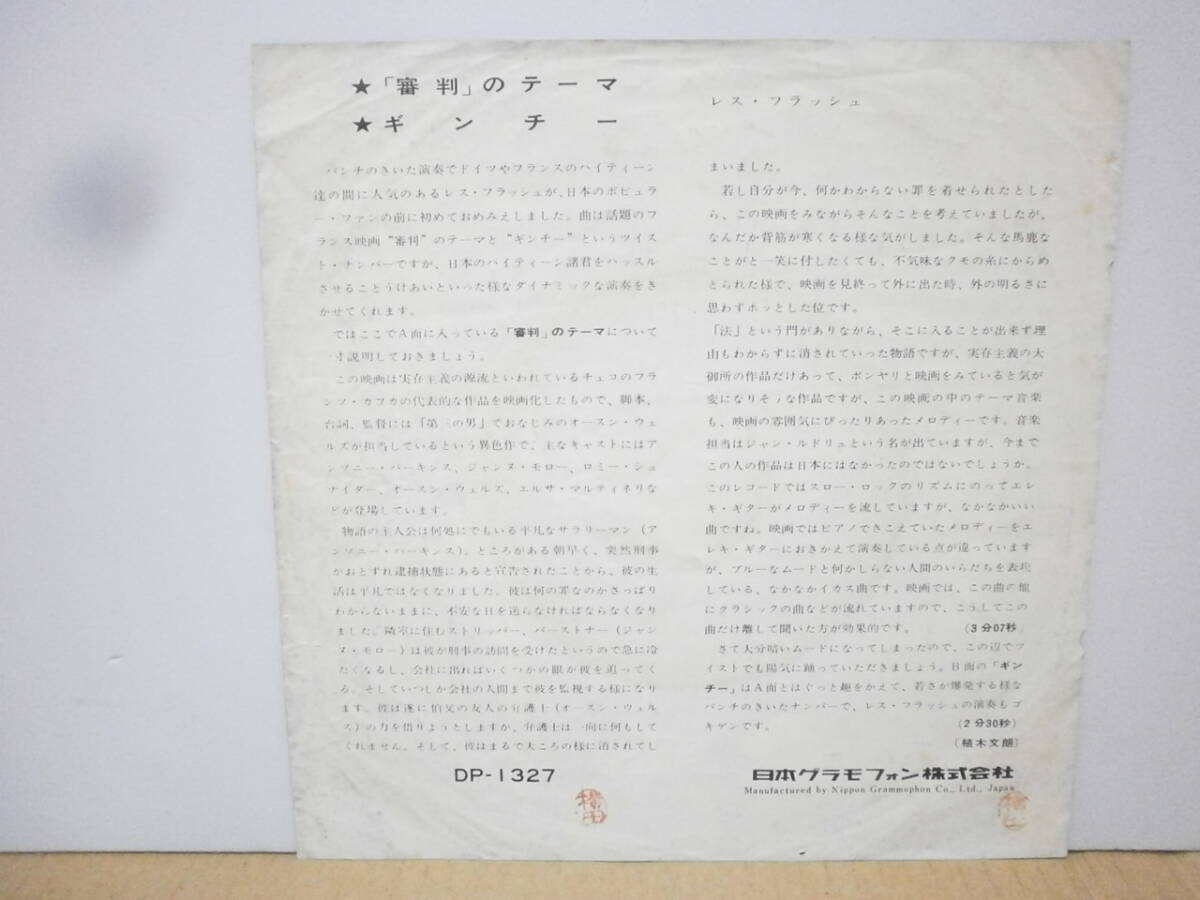 ★「審判」のテーマ
★ギンチー
レス・フラッシュ
パンチのきいた演奏でドイツやフランスのハイティーン
達の間に人気のあるレス・フラッシュが、日本のポピュラ
ー・ファンの前に初めておめみえしました。曲は話題のフ
ランス映画“審判”のテーマと“ギンチー”というツイス
ト・ナンバーですが、日本のハイティーン諸君をハッスル
させることうけあいといった様なダイナミックな演奏をき
かせてくれます。
ではここでA面に入っている「審判」のテーマについて
一寸説明しておきましょう。
この映画は実存主義の源流といわれているチェコのフラ
ンツ・カフカの代表的な作品を映画化したもので、脚本、
台詞、監督には「第三の男」でおなじみのオースン・ウェ
ルズが担当しているという異色作で、主なキャストにはア
ンソニー・パーキンス、ジャンヌ・モロー、ロミー・シュ
ナイダー、オースン・ウェルズ、エルサ・マルティネリな
どが登場しています。
物語の主人公は何処にでもいる平凡なサラリーマン（ア
ンソニー・パーキンス）。ところがある朝早く、突然刑事
がおとずれ逮捕状態にあると宣告されたことから、彼の生
活は平凡ではなくなりました。彼は何の罪なのかさっぱり
わからないままに、不安な日を送らなければならなくなり
ました。隣室に住むストリッパー、バーストナー（ジャン
ヌ・モロー）は彼が刑事の訪問を受けたというので急に冷
たくなるし、会社に出ればいくつかの眼が彼を追ってく
る。そしていつしか会社の人間まで彼を監視する様になり
ます。彼は遂に伯父の友人の弁護士（オースン・ウェル
ズ）の力を借りようとしますが、弁護士は一向に何もして
くれません。そして、彼はまるで犬ころの様に消されてし
まいました。
若し自分が今、何かわからない罪を着せられたとした
ら、この映画をみながらそんなことを考えていましたが、
なんだか背筋が寒くなる様な気がしました。そんな馬鹿な
ことがと一笑に付したくても、不気味なクモの糸にからめ
とられた様で、映画を見終って外に出た時、外の明るさに
思わずホッとした位です。
「法」という門がありながら、そこに入ることが出来ず理
由もわからずに消されていった物語ですが、実存主義の大
御所の作品だけあって、ボンヤリと映画をみていると気が
変になりそうな作品ですが、この映画の中のテーマ音楽
も、映画の雰囲気にぴったりあったメロディーです。音楽
担当はジャン・ルドリュという名が出ていますが、今まで
この人の作品は日本にはなかったのではないでしょうか。
このレコードではスロー・ロックのリズムにのってエレ
キ・ギターがメロディーを流していますが、なかなかいい
曲ですね。映画ではピアノできこえていたメロディーをエ
レキ・ギターにおきかえて演奏している点が違っています
が、ブルーなムードと何かしらない人間のいらだちを表現
している、なかなかイカス曲です。映画では、この曲の他
にクラシックの曲などが流れていますので、こうしてこの
曲だけ離して聞いた方が効果的です。（3分07秒）
さて大分暗いムードになってしまったので、この辺でツ
イストでも陽気に踊っていただきましょう。B面の「ギン
チー」はA面とはぐっと趣をかえて、若さが爆発する様な
パンチのきいたナンバーで、レス・フラッシュの演奏もゴ
キゲンです。（2分30秒）
（植木文朗）
DP-1327
日本グラモフォン株式会社
Manufactured by Nippon Grammophon Co., Ltd., Japan